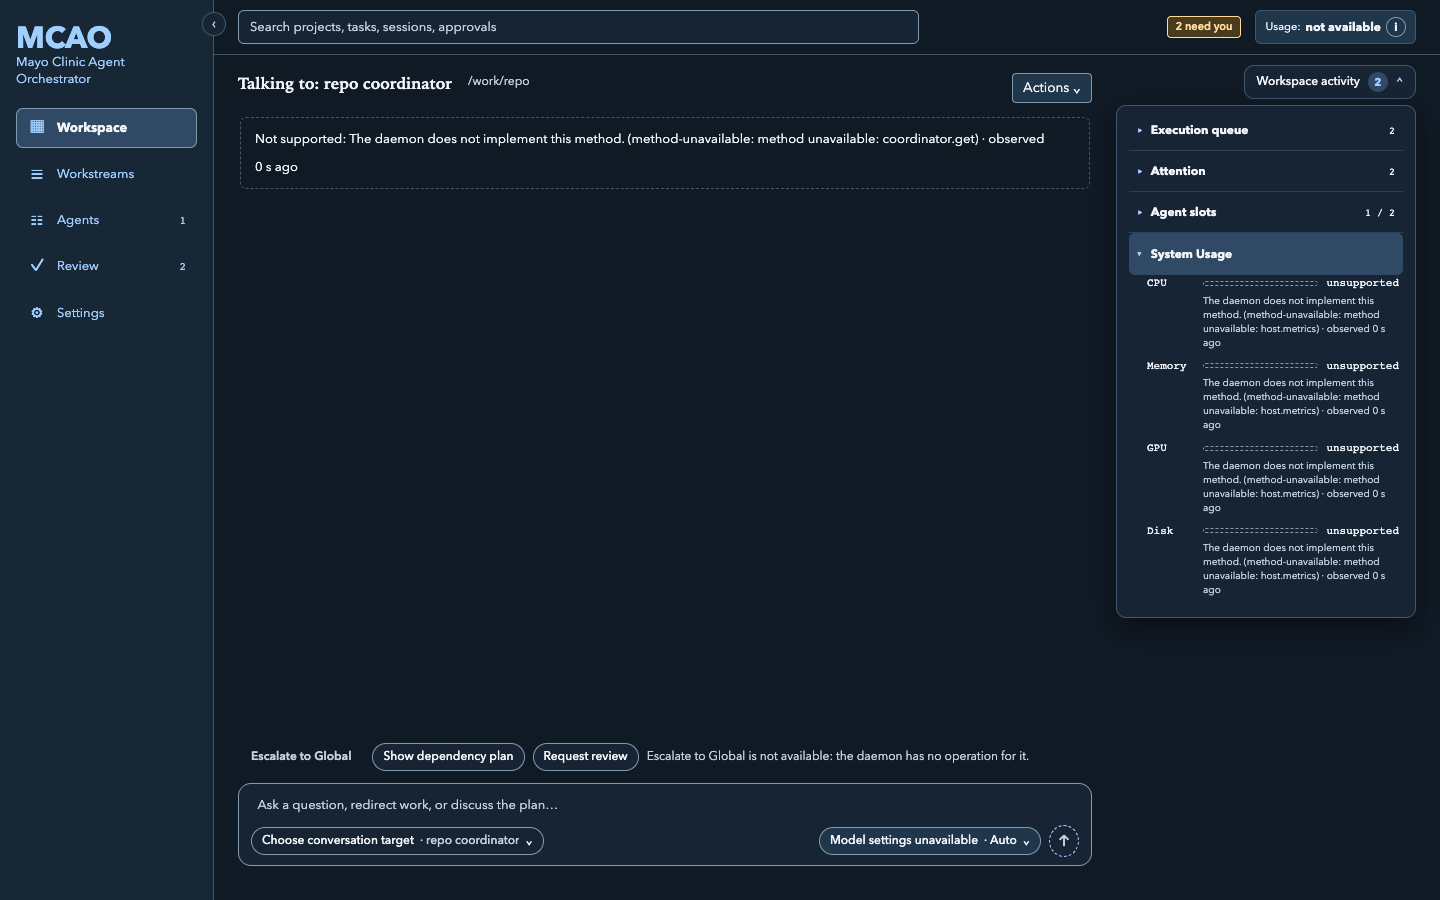 MCAO
Mayo Clinic Agent
Orchestrator
Workspace
Workstreams
Agents 1
Review 2
Settings
Search projects, tasks, sessions, approvals
2 need you
Usage: not available i
Talking to: repo coordinator /work/repo
Actions
Not supported: The daemon does not implement this method. (method-unavailable: method unavailable: coordinator.get) · observed
0 s ago
Escalate to Global Show dependency plan Request review Escalate to Global is not available: the daemon has no operation for it.
Ask a question, redirect work, or discuss the plan…
Choose conversation target · repo coordinator
Model settings unavailable · Auto
Workspace activity 2
Execution queue 2
Attention 2
Agent slots 1 / 2
System Usage
CPU unsupported
The daemon does not implement this
method. (method-unavailable: method
unavailable: host.metrics) · observed 0 s
ago
Memory unsupported
The daemon does not implement this
method. (method-unavailable: method
unavailable: host.metrics) · observed 0 s
ago
GPU unsupported
The daemon does not implement this
method. (method-unavailable: method
unavailable: host.metrics) · observed 0 s
ago
Disk unsupported
The daemon does not implement this
method. (method-unavailable: method
unavailable: host.metrics) · observed 0 s
ago